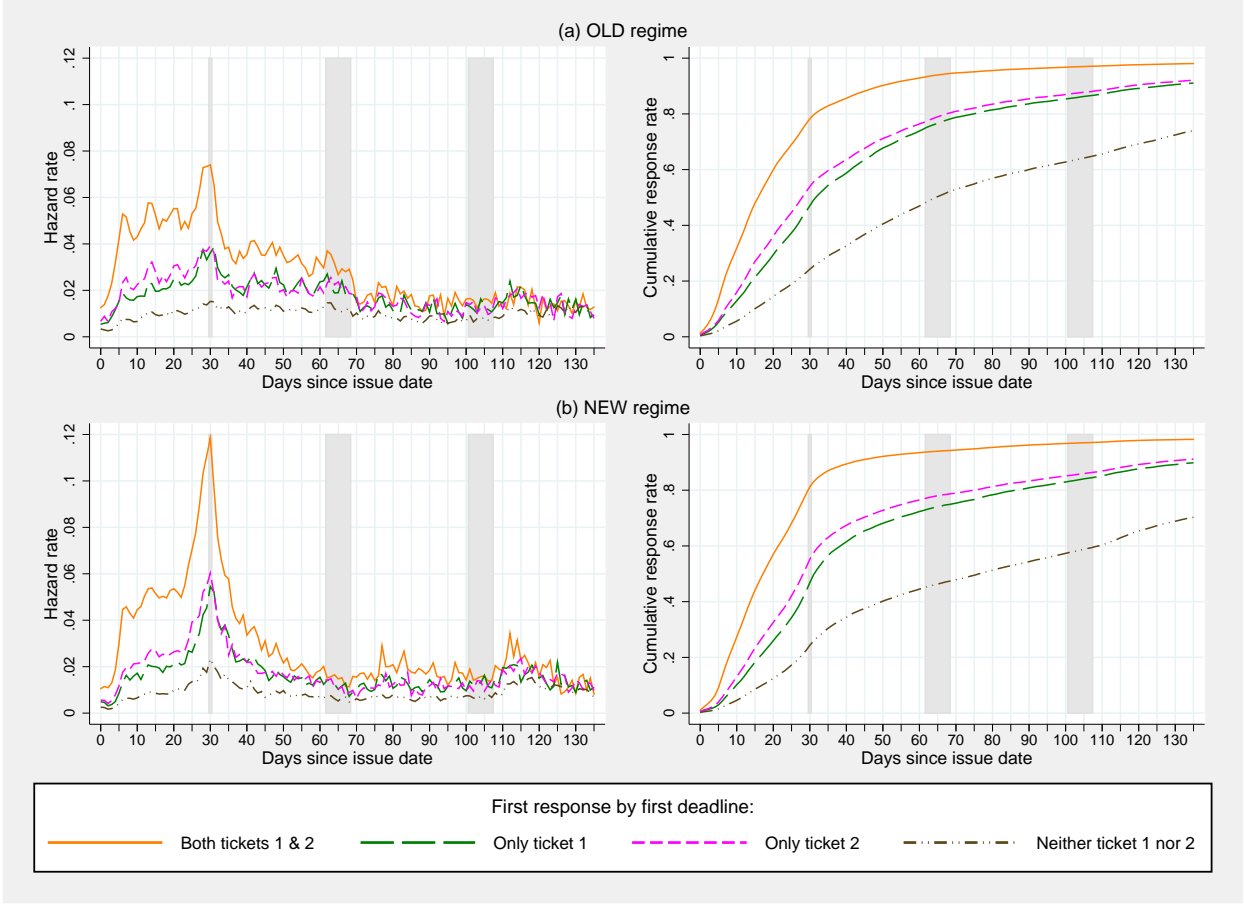 (a) OLD regime
Hazard rate
0 .02 .04 .06 .08 .1 .12
0 10 20 30 40 50 60 70 80 90 100 110 120 130
Days since issue date
Cumulative response rate
0 .2 .4 .6 .8 1
0 10 20 30 40 50 60 70 80 90 100 110 120 130
Days since issue date
(b) NEW regime
Hazard rate
0 .02 .04 .06 .08 .1 .12
0 10 20 30 40 50 60 70 80 90 100 110 120 130
Days since issue date
Cumulative response rate
0 .2 .4 .6 .8 1
0 10 20 30 40 50 60 70 80 90 100 110 120 130
Days since issue date
First response by first deadline:
Both tickets 1 & 2 Only ticket 1 Only ticket 2 Neither ticket 1 nor 2